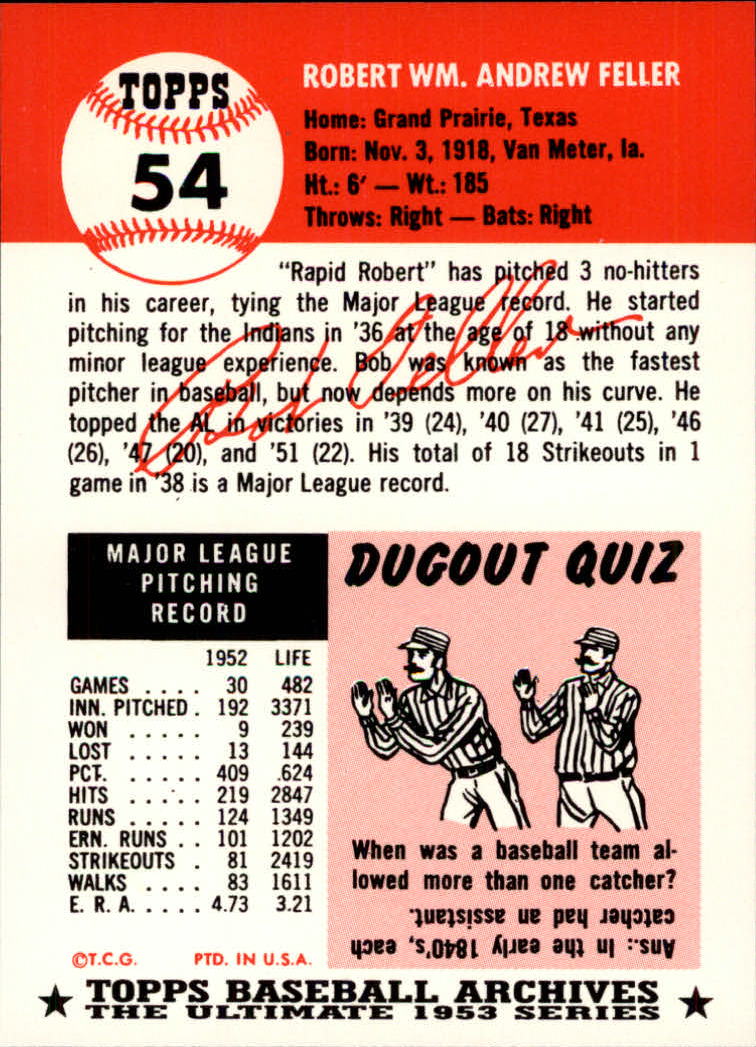 TOPPS
54
ROBERT WM. ANDREW FELLER
Home: Grand Prairie, Texas
Born: Nov. 3, 1918, Van Meter, Ia.
Ht.: 6′ — Wt.: 185
Throws: Right — Bats: Right
"Rapid Robert" has pitched 3 no-hitters
in his career, tying the Major League record. He started
pitching for the Indians in '36 at the age of 18 without any
minor league experience. Bob was known as the fastest
pitcher in baseball, but now depends more on his curve. He
topped the AL in victories in '39 (24), '40 (27), '41 (25), '46
(26), '47 (20), and '51 (22). His total of 18 Strikeouts in 1
game in '38 is a Major League record.
Bob Feller
MAJOR LEAGUE
PITCHING
RECORD
1952 LIFE
GAMES . . . . 30 482
INN. PITCHED . 192 3371
WON . . . . . 9 239
LOST . . . . . 13 144
PCT. . . . . . 409 .624
HITS . . . . . 219 2847
RUNS . . . . . 124 1349
ERN. RUNS . . 101 1202
STRIKEOUTS . 81 2419
WALKS . . . . 83 1611
E. R. A. . . . . 4.73 3.21
©T.C.G. PTD. IN U.S.A.
DUGOUT QUIZ
When was a baseball team al-
lowed more than one catcher?
Ans.: In the early 1840's, each
catcher had an assistant.
TOPPS BASEBALL ARCHIVES
THE ULTIMATE 1953 SERIES